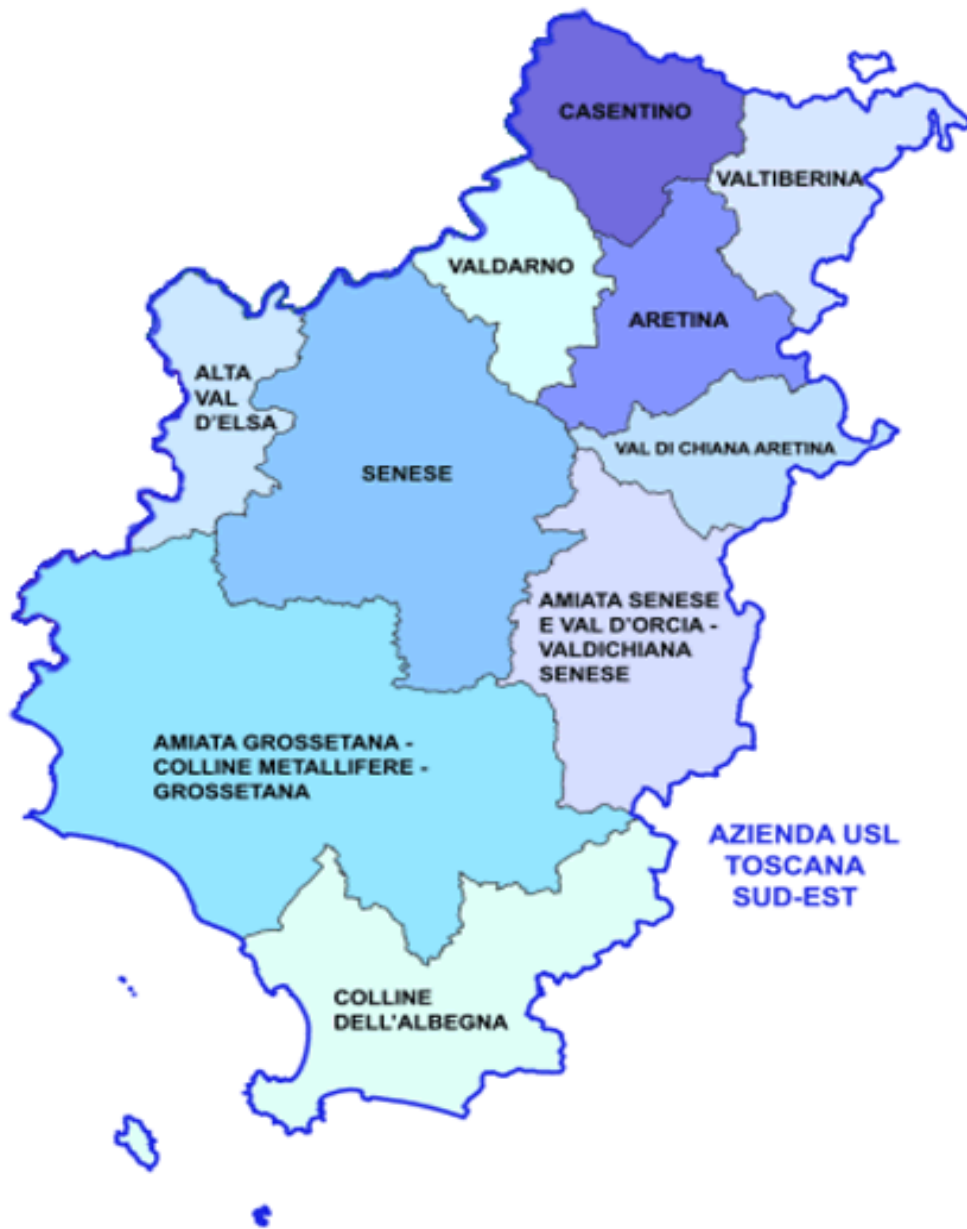 CASENTINO
VALTIBERINA
VALDARNO
ARETINA
ALTA
VAL
D'ELSA
VAL DI CHIANA ARETINA
SENESE
AMIATA SENESE
E VAL D'ORCIA -
VALDICHIANA
SENESE
AMIATA GROSSETANA -
COLLINE METALLIFERE -
GROSSETANA
AZIENDA USL
TOSCANA
SUD-EST
COLLINE
DELL'ALBEGNA